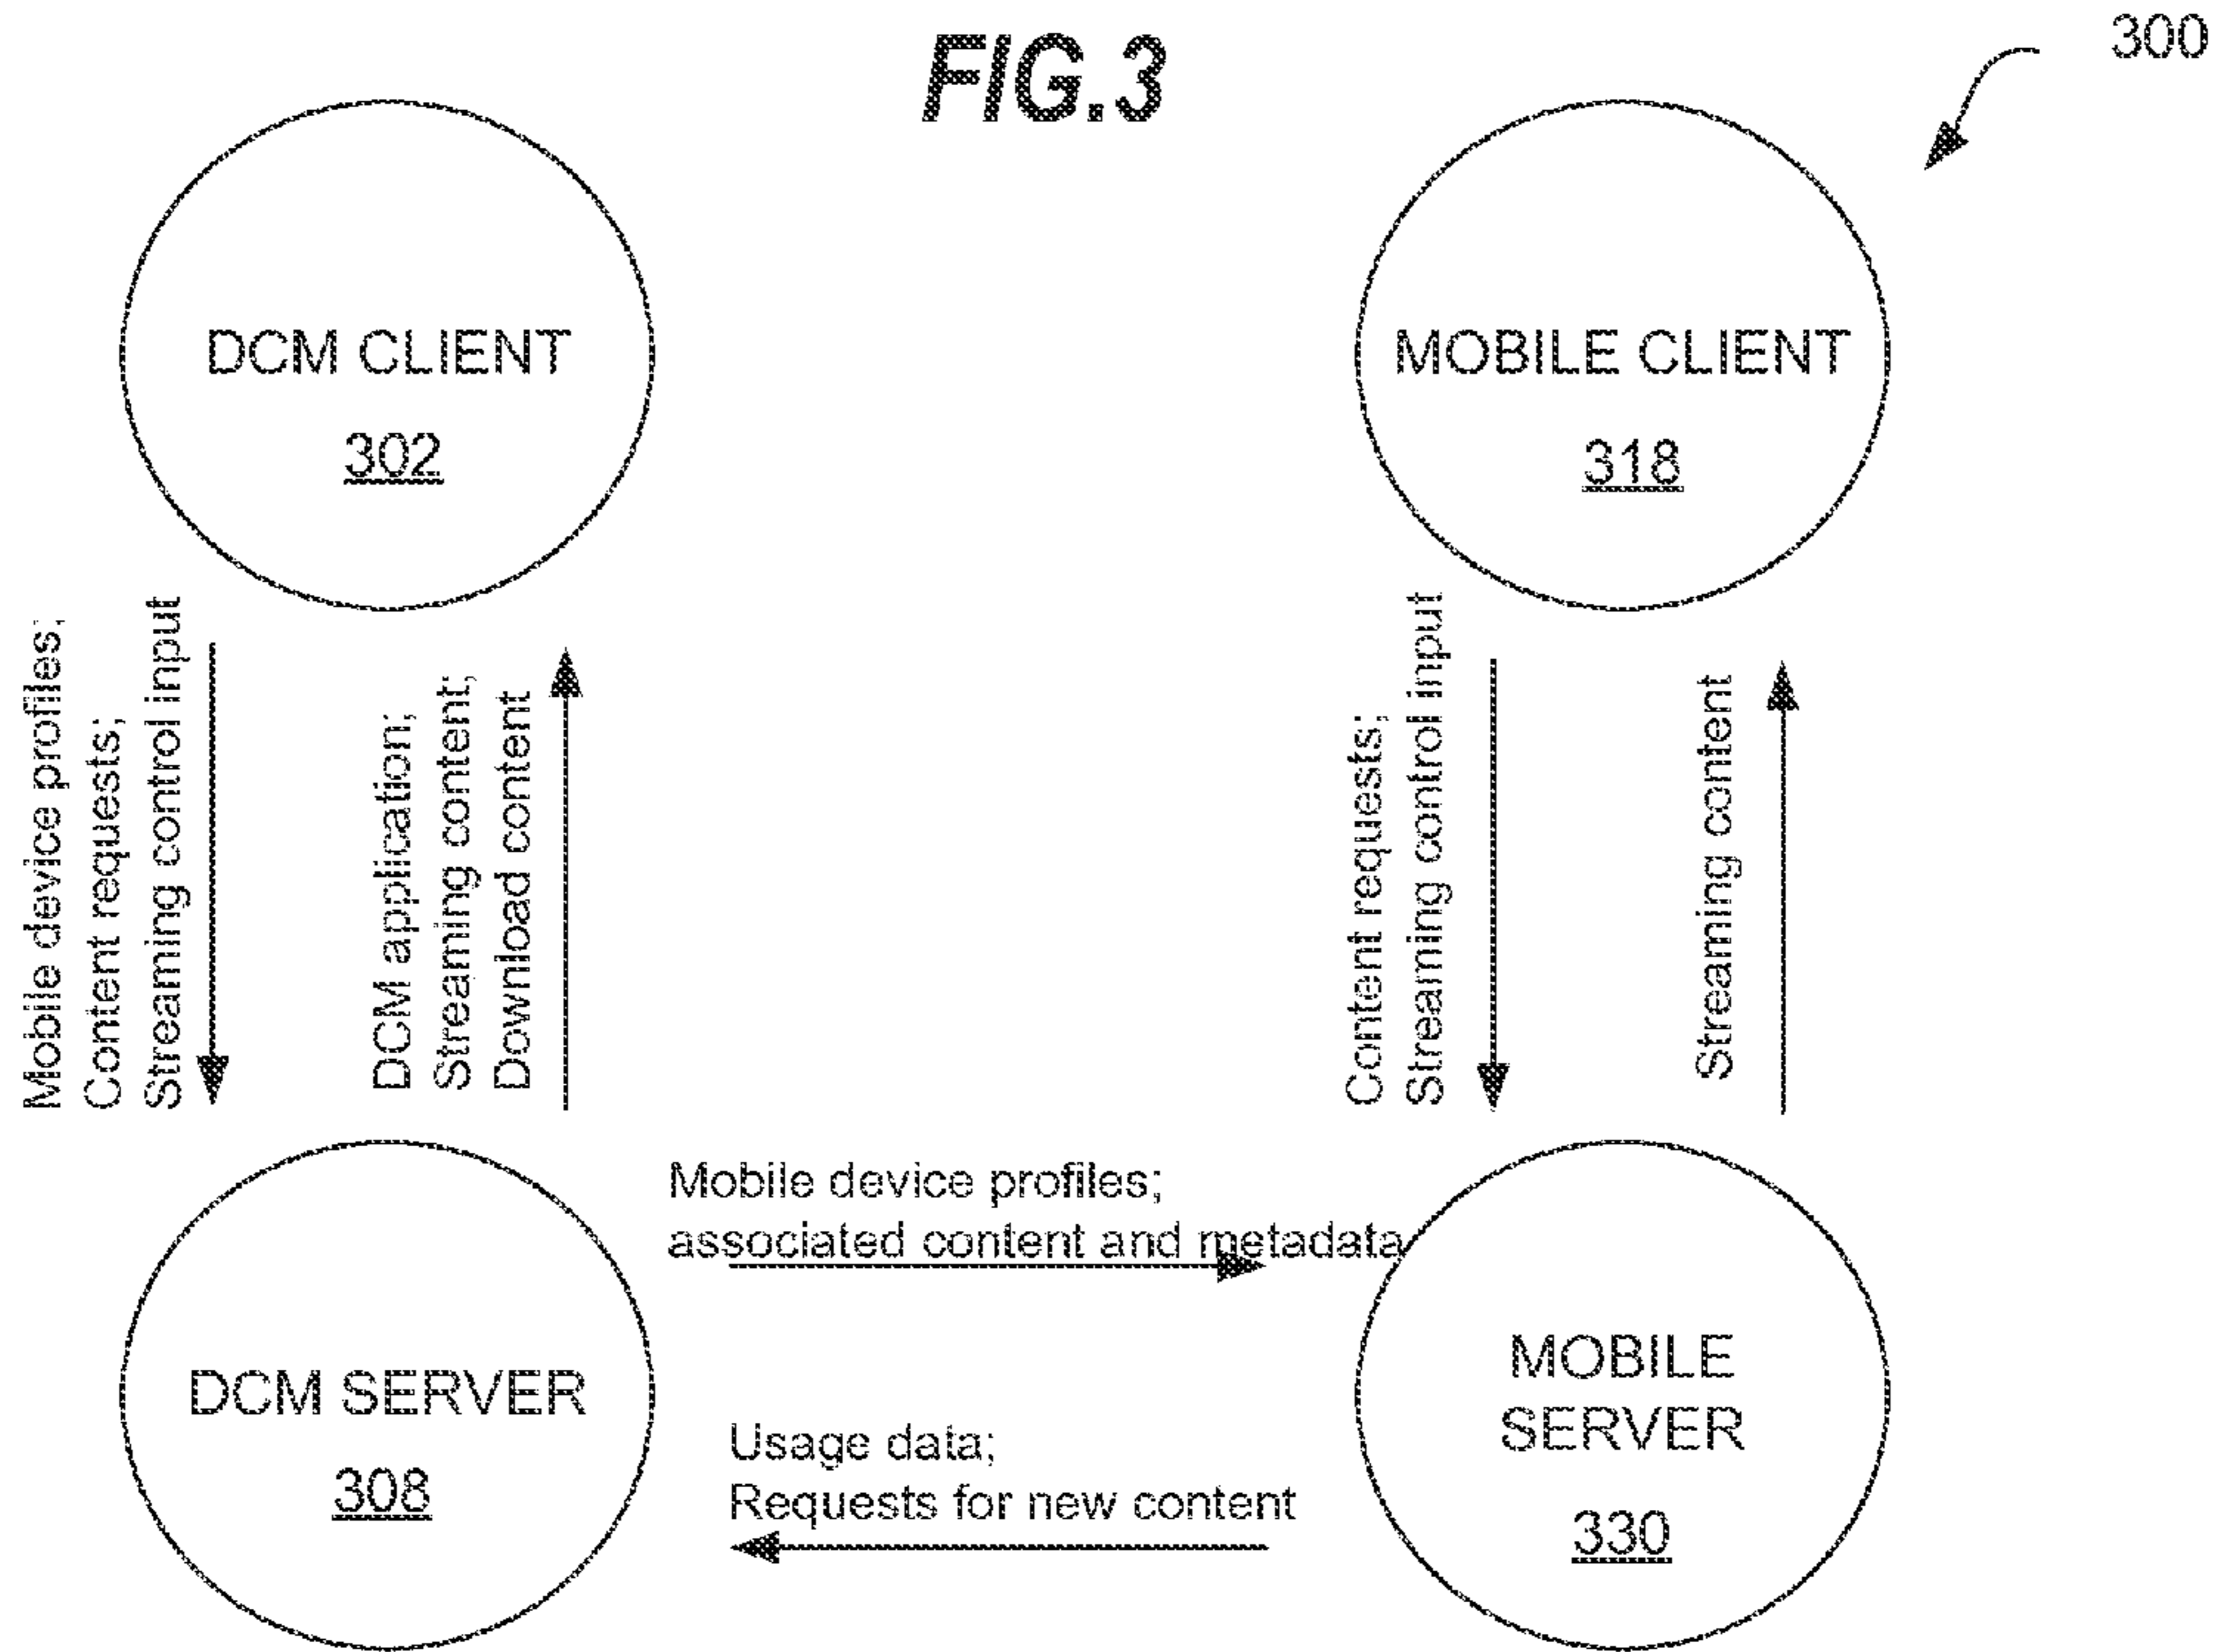 FIG.3
300
DCM CLIENT
302
MOBILE CLIENT
318
Mobile device profiles;
Content requests;
Streaming control input
DCM application;
Streaming content;
Download content
Content requests;
Streaming control input
Streaming content
Mobile device profiles;
associated content and metadata
DCM SERVER
308
Usage data;
Requests for new content
MOBILE
SERVER
330